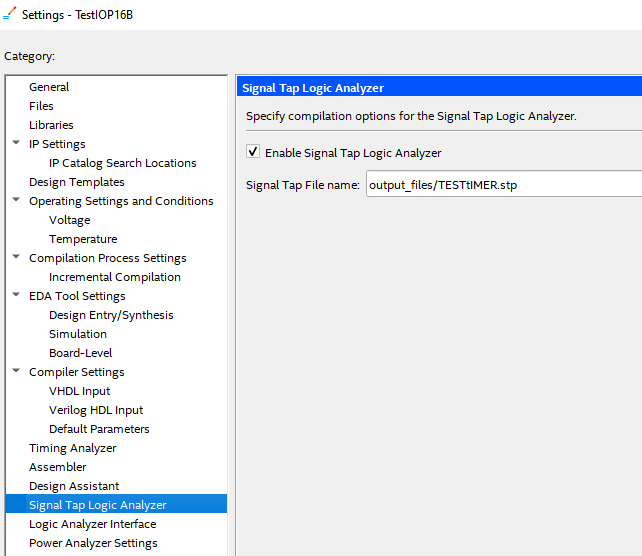 Settings - TestIOP16B
Category:
General
Files
Libraries
IP Settings
IP Catalog Search Locations
Design Templates
Operating Settings and Conditions
Voltage
Temperature
Compilation Process Settings
Incremental Compilation
EDA Tool Settings
Design Entry/Synthesis
Simulation
Board-Level
Compiler Settings
VHDL Input
Verilog HDL Input
Default Parameters
Timing Analyzer
Assembler
Design Assistant
Signal Tap Logic Analyzer
Logic Analyzer Interface
Power Analyzer Settings
Signal Tap Logic Analyzer
Specify compilation options for the Signal Tap Logic Analyzer.
Enable Signal Tap Logic Analyzer
Signal Tap File name: output_files/TESTtIMER.stp